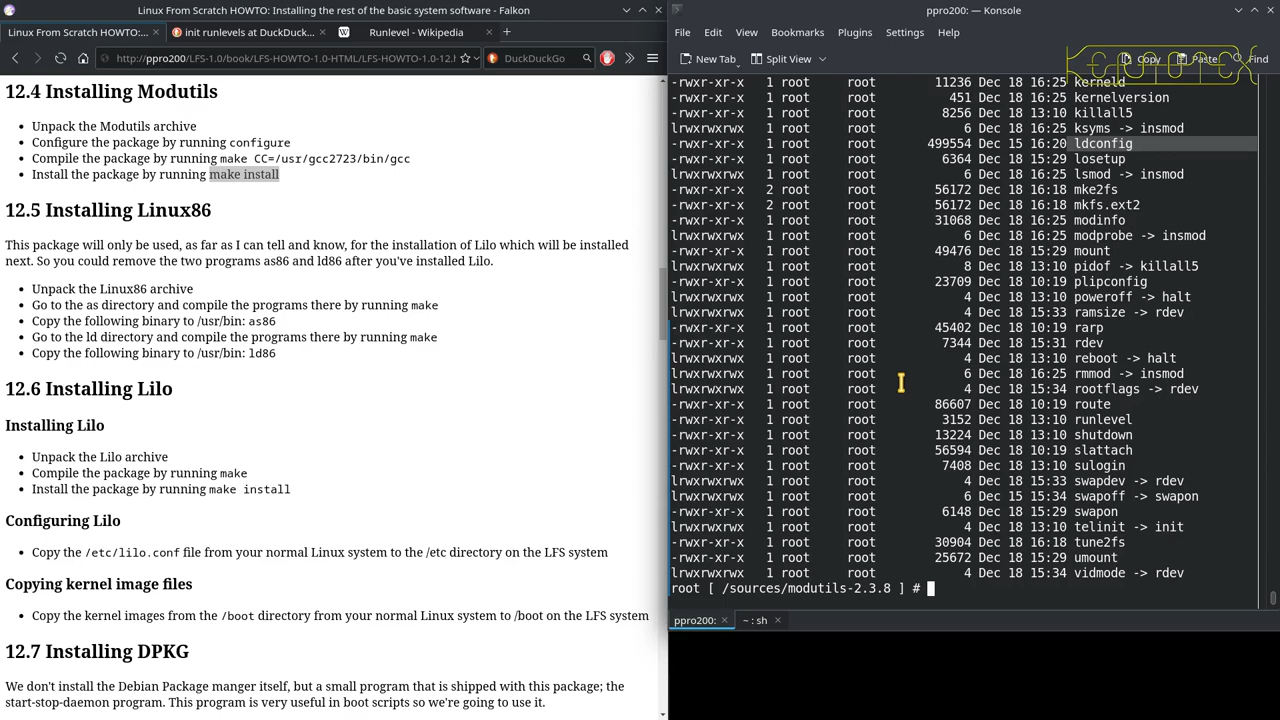 Linux From Scratch HOWTO: Installing the rest of the basic system software - Falkon
Linux From Scratch HOWTO:...
init runlevels at DuckDuck...
Runlevel - Wikipedia
http://ppro200/LFS-1.0/book/LFS-HOWTO-1.0-HTML/LFS-HOWTO-1.0-12.h
DuckDuckGo
12.4 Installing Modutils
Unpack the Modutils archive
Configure the package by running configure
Compile the package by running make CC=/usr/gcc2723/bin/gcc
Install the package by running make install
12.5 Installing Linux86
This package will only be used, as far as I can tell and know, for the installation of Lilo which will be installed
next. So you could remove the two programs as86 and ld86 after you've installed Lilo.
Unpack the Linux86 archive
Go to the as directory and compile the programs there by running make
Copy the following binary to /usr/bin: as86
Go to the ld directory and compile the programs there by running make
Copy the following binary to /usr/bin: ld86
12.6 Installing Lilo
Installing Lilo
Unpack the Lilo archive
Compile the package by running make
Install the package by running make install
Configuring Lilo
Copy the /etc/lilo.conf file from your normal Linux system to the /etc directory on the LFS system
Copying kernel image files
Copy the kernel images from the /boot directory from your normal Linux system to /boot on the LFS system
12.7 Installing DPKG
We don't install the Debian Package manger itself, but a small program that is shipped with this package; the
start-stop-daemon program. This program is very useful in boot scripts so we're going to use it.
ppro200: — Konsole
File Edit View Bookmarks Plugins Settings Help
New Tab Split View Copy Paste Find
-rwxr-xr-x 1 root root 11236 Dec 18 16:25 kerneld
-rwxr-xr-x 1 root root 451 Dec 18 16:25 kernelversion
-rwxr-xr-x 1 root root 8256 Dec 18 13:10 killall5
lrwxrwxrwx 1 root root 6 Dec 18 16:25 ksyms -> insmod
-rwxr-xr-x 1 root root 499554 Dec 15 16:20 ldconfig
-rwxr-xr-x 1 root root 6364 Dec 18 15:29 losetup
lrwxrwxrwx 1 root root 6 Dec 18 16:25 lsmod -> insmod
-rwxr-xr-x 2 root root 56172 Dec 18 16:18 mke2fs
-rwxr-xr-x 2 root root 56172 Dec 18 16:18 mkfs.ext2
-rwxr-xr-x 1 root root 31068 Dec 18 16:25 modinfo
lrwxrwxrwx 1 root root 6 Dec 18 16:25 modprobe -> insmod
-rwxr-xr-x 1 root root 49476 Dec 18 15:29 mount
lrwxrwxrwx 1 root root 8 Dec 18 13:10 pidof -> killall5
-rwxr-xr-x 1 root root 23709 Dec 18 10:19 plipconfig
lrwxrwxrwx 1 root root 4 Dec 18 13:10 poweroff -> halt
lrwxrwxrwx 1 root root 4 Dec 18 15:33 ramsize -> rdev
-rwxr-xr-x 1 root root 45402 Dec 18 10:19 rarp
-rwxr-xr-x 1 root root 7344 Dec 18 15:31 rdev
lrwxrwxrwx 1 root root 4 Dec 18 13:10 reboot -> halt
lrwxrwxrwx 1 root root 6 Dec 18 16:25 rmmod -> insmod
lrwxrwxrwx 1 root root 4 Dec 18 15:34 rootflags -> rdev
-rwxr-xr-x 1 root root 86607 Dec 18 10:19 route
-rwxr-xr-x 1 root root 3152 Dec 18 13:10 runlevel
-rwxr-xr-x 1 root root 13224 Dec 18 13:10 shutdown
-rwxr-xr-x 1 root root 56594 Dec 18 10:19 slattach
-rwxr-xr-x 1 root root 7408 Dec 18 13:10 sulogin
lrwxrwxrwx 1 root root 4 Dec 18 15:33 swapdev -> rdev
lrwxrwxrwx 1 root root 6 Dec 15 15:34 swapoff -> swapon
-rwxr-xr-x 1 root root 6148 Dec 18 15:29 swapon
lrwxrwxrwx 1 root root 4 Dec 18 13:10 telinit -> init
-rwxr-xr-x 1 root root 30904 Dec 18 16:18 tune2fs
-rwxr-xr-x 1 root root 25672 Dec 18 15:29 umount
lrwxrwxrwx 1 root root 4 Dec 18 15:34 vidmode -> rdev
root [ /sources/modutils-2.3.8 ] #
ppro200:
~ : sh